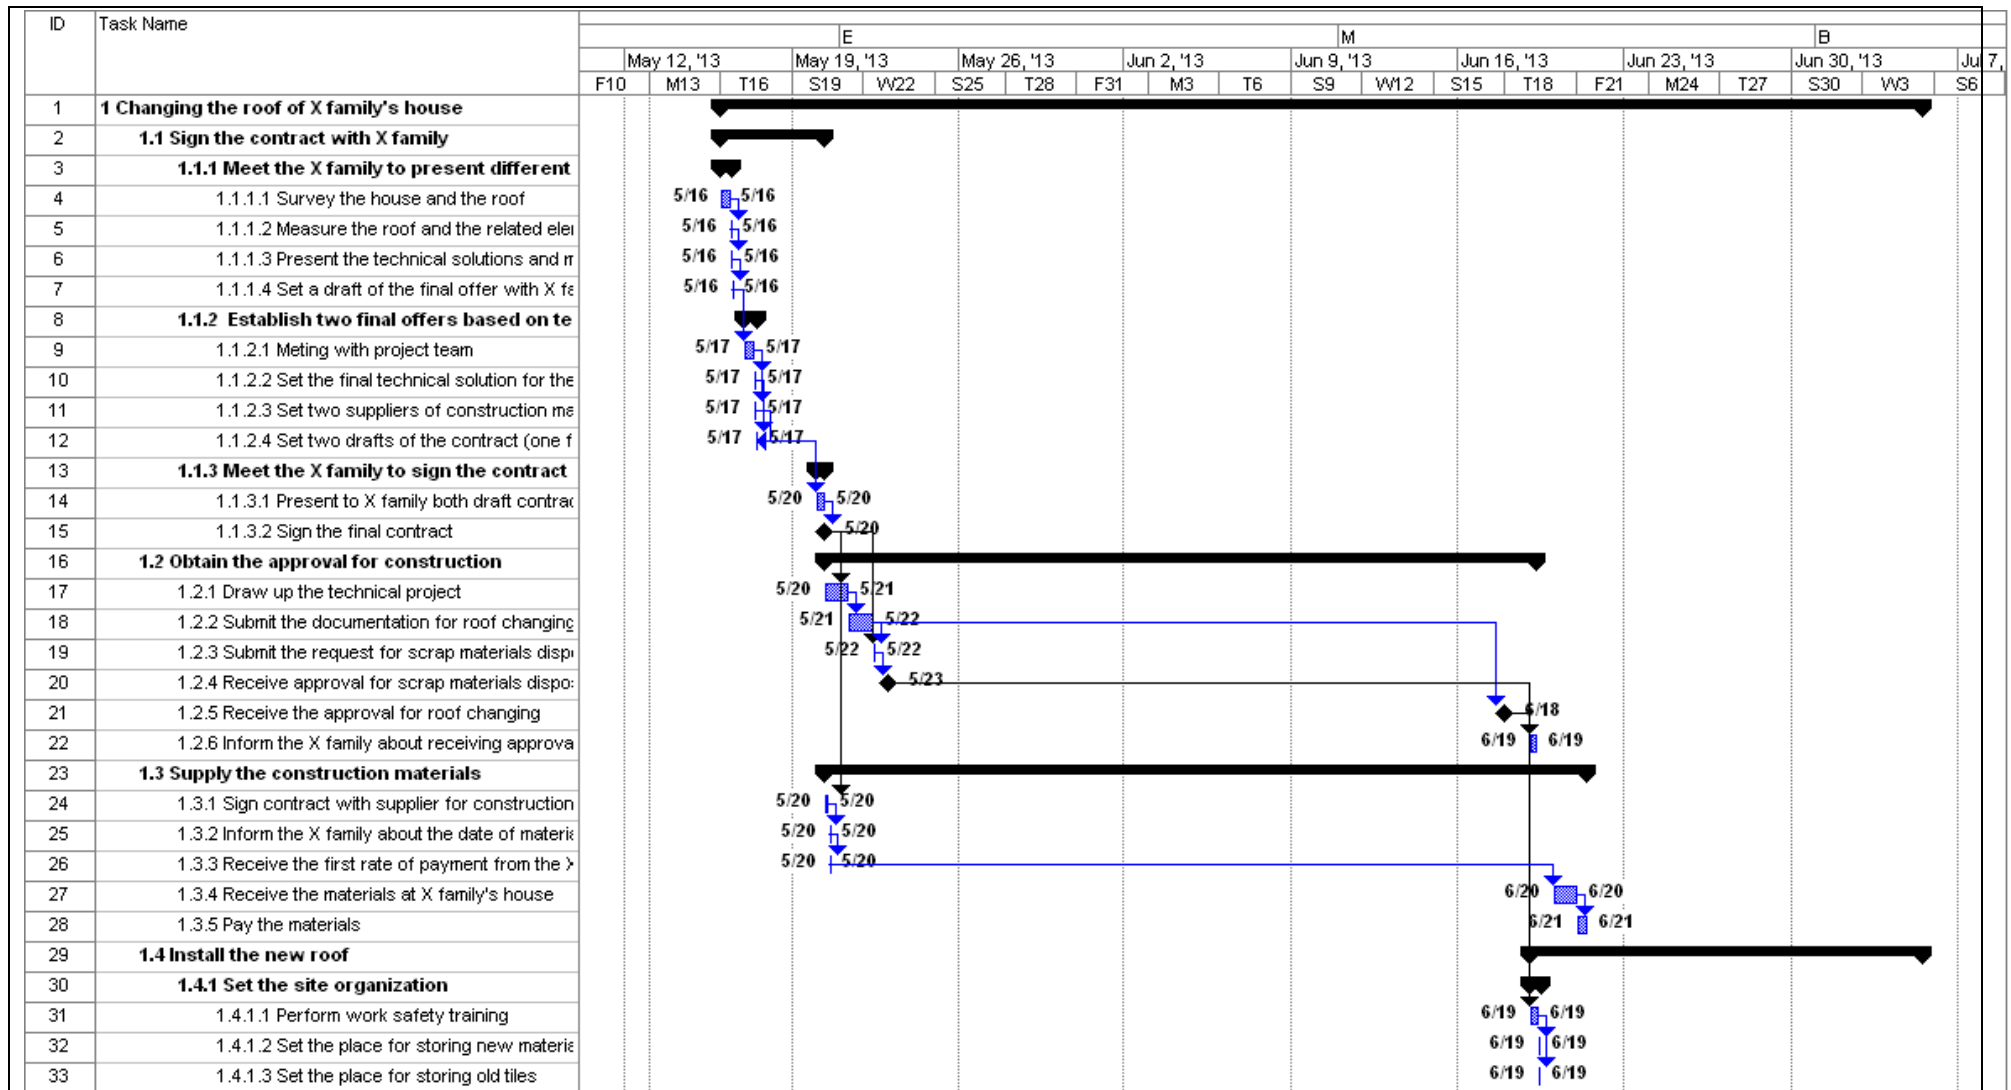 ID Task Name
E M B
May 12, '13 May 19, '13 May 26, '13 Jun 2, '13 Jun 9, '13 Jun 16, '13 Jun 23, '13 Jun 30, '13 Jul 7,
F10 M13 T16 S19 W22 S25 T28 F31 M3 T6 S9 W12 S15 T18 F21 M24 T27 S30 W3 S6
1 1 Changing the roof of X family's house
2 1.1 Sign the contract with X family
3 1.1.1 Meet the X family to present different
4 1.1.1.1 Survey the house and the roof 5/16 5/16
5 1.1.1.2 Measure the roof and the related 5/16 5/16
6 1.1.1.3 Present the technical solutions and 5/16 5/16
7 1.1.1.4 Set a draft of the final offer with X 5/16 5/16
8 1.1.2 Establish two final offers based on te
9 1.1.2.1 Meting with project team 5/17 5/17
10 1.1.2.2 Set the final technical solution for the 5/17 5/17
11 1.1.2.3 Set two suppliers of construction ma 5/17 5/17
12 1.1.2.4 Set two drafts of the contract (one f 5/17 5/17
13 1.1.3 Meet the X family to sign the contract
14 1.1.3.1 Present to X family both draft contrac 5/20 5/20
15 1.1.3.2 Sign the final contract 5/20
16 1.2 Obtain the approval for construction
17 1.2.1 Draw up the technical project 5/20 5/21
18 1.2.2 Submit the documentation for roof changing 5/21 5/22
19 1.2.3 Submit the request for scrap materials disp 5/22 5/22
20 1.2.4 Receive approval for scrap materials dispo 5/23
21 1.2.5 Receive the approval for roof changing 6/18
22 1.2.6 Inform the X family about receiving approva 6/19 6/19
23 1.3 Supply the construction materials
24 1.3.1 Sign contract with supplier for construction 5/20 5/20
25 1.3.2 Inform the X family about the date of materia 5/20 5/20
26 1.3.3 Receive the first rate of payment from the X 5/20 5/20
27 1.3.4 Receive the materials at X family's house 6/20 6/20
28 1.3.5 Pay the materials 6/21 6/21
29 1.4 Install the new roof
30 1.4.1 Set the site organization
31 1.4.1.1 Perform work safety training 6/19 6/19
32 1.4.1.2 Set the place for storing new materia 6/19 6/19
33 1.4.1.3 Set the place for storing old tiles 6/19 6/19